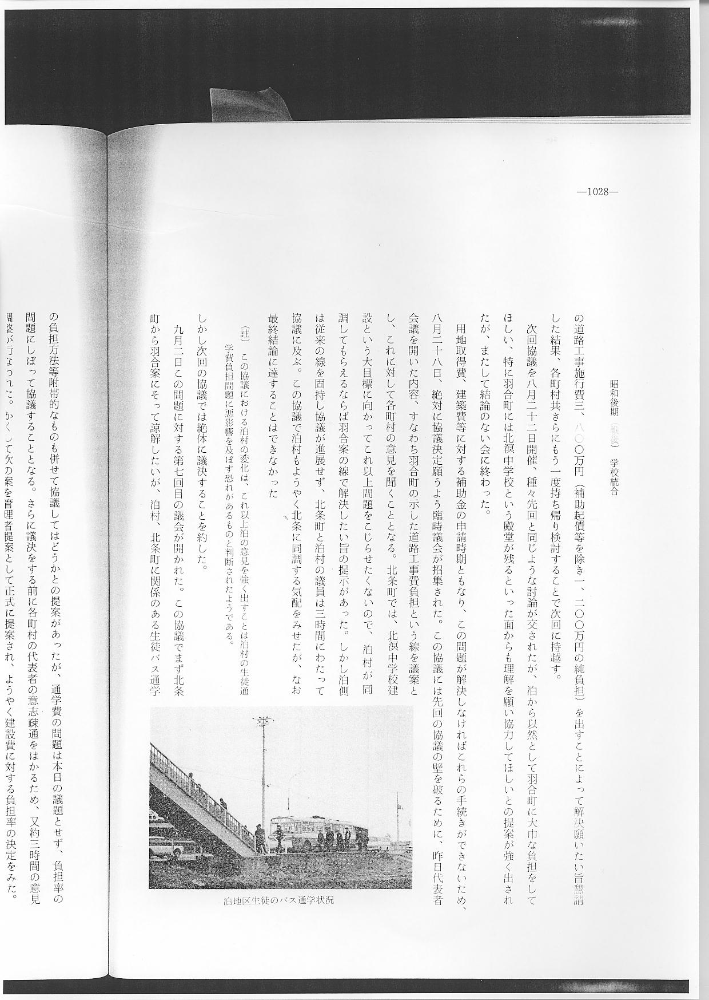 ―1028―
昭和後期（戦後） 学校統合
の道路工事施行費三、八〇〇万円（補助起債等を除き一、二〇〇万円の純負担）を出すことによって解決願いたい旨懇請
した結果、各町村共さらにもう一度持ち帰り検討することで次回に持越す。
次回協議を八月二十二日開催、種々先回と同じような討論が交されたが、泊から以然として羽合町に大巾な負担をして
ほしい、特に羽合町には北溟中学校という殿堂が残るといった面からも理解を願い協力してほしいとの提案が強く出され
たが、またして結論のない会に終わった。
用地取得費、建築費等に対する補助金の申請時期ともなり、この問題が解決しなければこれらの手続きができないため、
八月二十八日、絶対に協議決定願うよう臨時議会が招集された。この協議には先回の協議の壁を破るために、昨日代表者
会議を開いた内容、すなわち羽合町の示した道路工事費負担という線を議案と
し、これに対して各町村の意見を聞くこととなる。北条町では、北溟中学校建
設という大目標に向かってこれ以上問題をこじらせたくないので、泊村が同
調してもらえるならば羽合案の線で解決したい旨の提示があった。しかし泊側
は従来の線を固持し協議が進展せず、北条町と泊村の議員は三時間にわたって
協議に及ぶ。この協議で泊村もようやく北条に同調する気配をみせたが、なお
最終結論に達することはできなかった
（註） この協議における泊村の変化は、これ以上泊の意見を強く出すことは泊村の生徒通
学費負担問題に悪影響を及ぼす恐れがあるものと判断されたようである。
しかし次回の協議では絶体に議決することを約した。
九月二日この問題に対する第七回目の議会が開かれた。この協議でまず北条
町から羽合案にそって諒解したいが、泊村、北条町に関係のある生徒バス通学
泊地区生徒のバス通学状況
の負担方法等附帯的なものも併せて協議してはどうかとの提案があったが、通学費の問題は本日の議題とせず、負担率の
問題にしぼって協議することとなる。さらに議決をする前に各町村の代表者の意志疎通をはかるため、又約三時間の意見
調整が行なわれた。かくして次の案を管理者提案として正式に提案され、ようやく建設費に対する負担率の決定をみた。